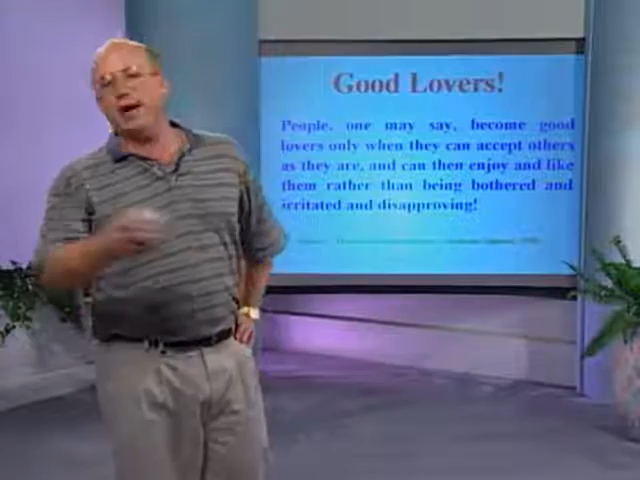 Good Lovers!
People, one may say, become good
lovers only when they can accept others
as they are, and can then enjoy and like
them rather than being bothered and
irritated and disapproving!